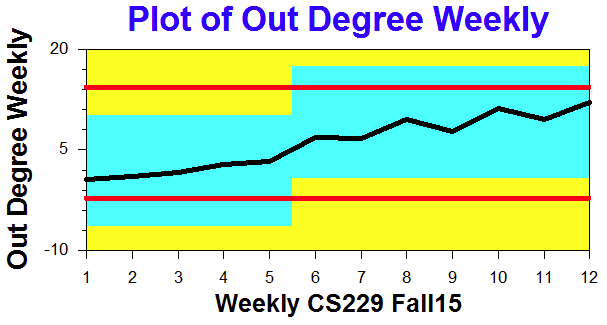 Plot of Out Degree Weekly
Out Degree Weekly
20
5
-10
1 2 3 4 5 6 7 8 9 10 11 12
Weekly CS229 Fall15